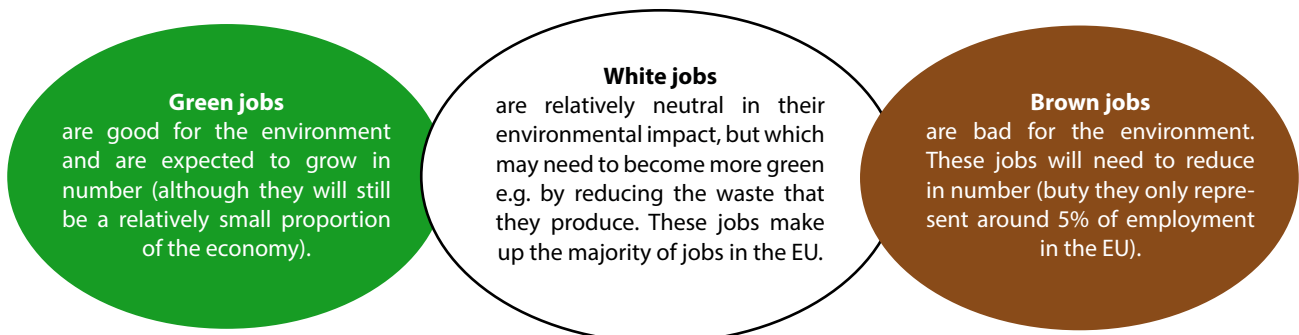 Green jobs
are good for the environment
and are expected to grow in
number (although they will still
be a relatively small proportion
of the economy).
White jobs
are relatively neutral in their
environmental impact, but which
may need to become more green
e.g. by reducing the waste that
they produce. These jobs make
up the majority of jobs in the EU.
Brown jobs
are bad for the environment.
These jobs will need to reduce
in number (buty they only repre-
sent around 5% of employment
in the EU).